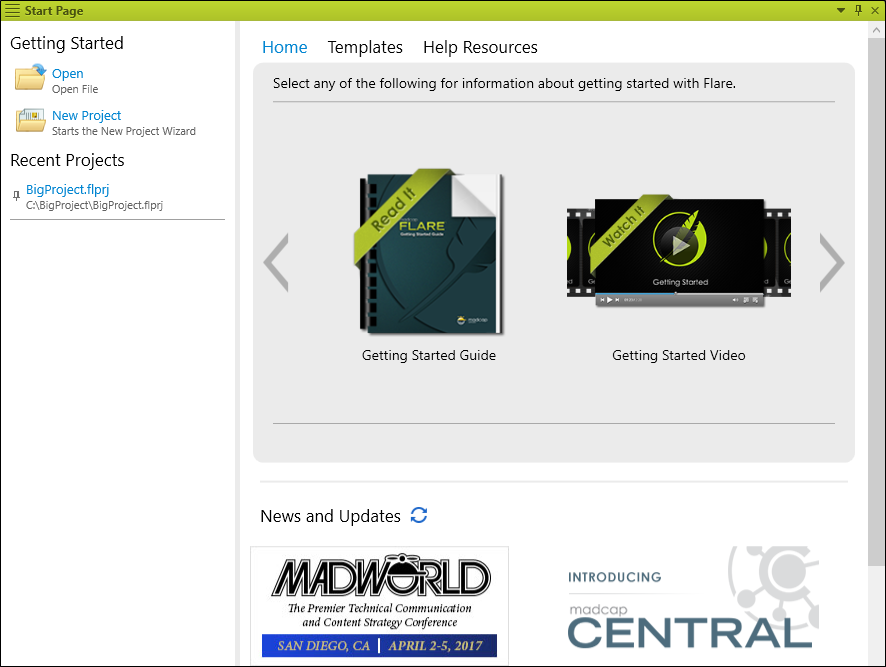 Start Page
Getting Started
Open
Open File
New Project
Starts the New Project Wizard
Recent Projects
BigProject.flprj
C:\BigProject\BigProject.flprj
Home Templates Help Resources
Select any of the following for information about getting started with Flare.
Read It
FLARE
Getting Started Guide
Watch It
Getting Started
Getting Started Guide
Getting Started Video
News and Updates
MADWORLD
The Premier Technical Communication
and Content Strategy Conference
SAN DIEGO, CA | APRIL 2-5, 2017
INTRODUCING
madcap
CENTRAL